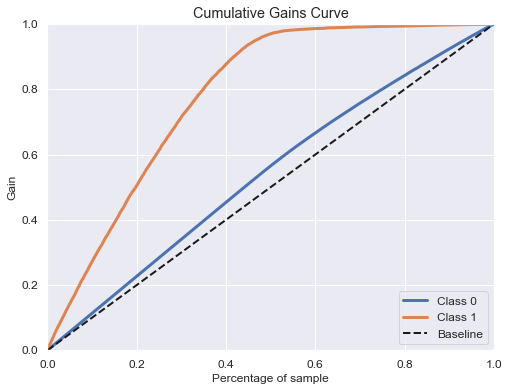 Cumulative Gains Curve
1.0
0.8
0.6
0.4
0.2
0.0
Gain
0.0 0.2 0.4 0.6 0.8 1.0
Percentage of sample
Class 0
Class 1
Baseline